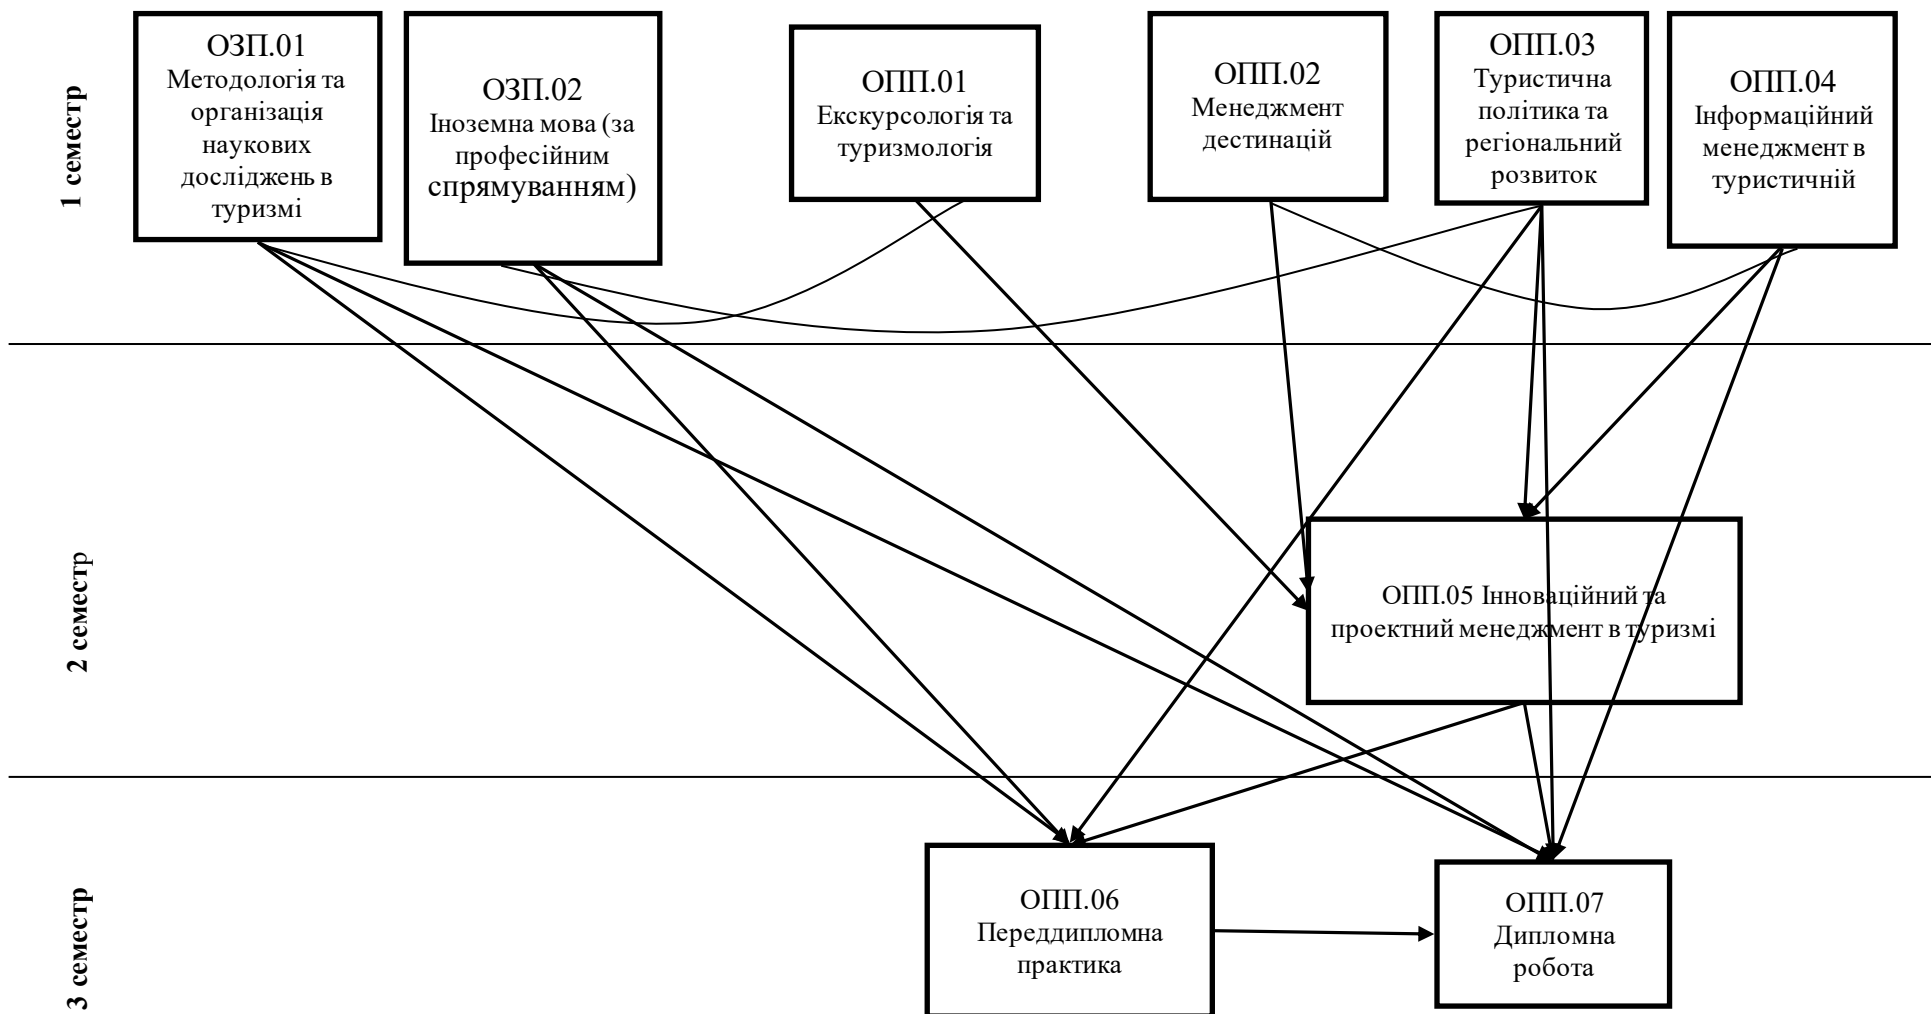 1 семестр
ОЗП.01
Методологія та
організація
наукових
досліджень в
туризмі
ОЗП.02
Іноземна мова (за
професійним
спрямуванням)
ОПП.01
Екскурсологія та
туризмологія
ОПП.02
Менеджмент
дестинацій
ОПП.03
Туристична
політика та
регіональний
розвиток
ОПП.04
Інформаційний
менеджмент в
туристичній
2 семестр
ОПП.05 Інноваційний та
проектний менеджмент в туризмі
3 семестр
ОПП.06
Переддипломна
практика
ОПП.07
Дипломна
робота